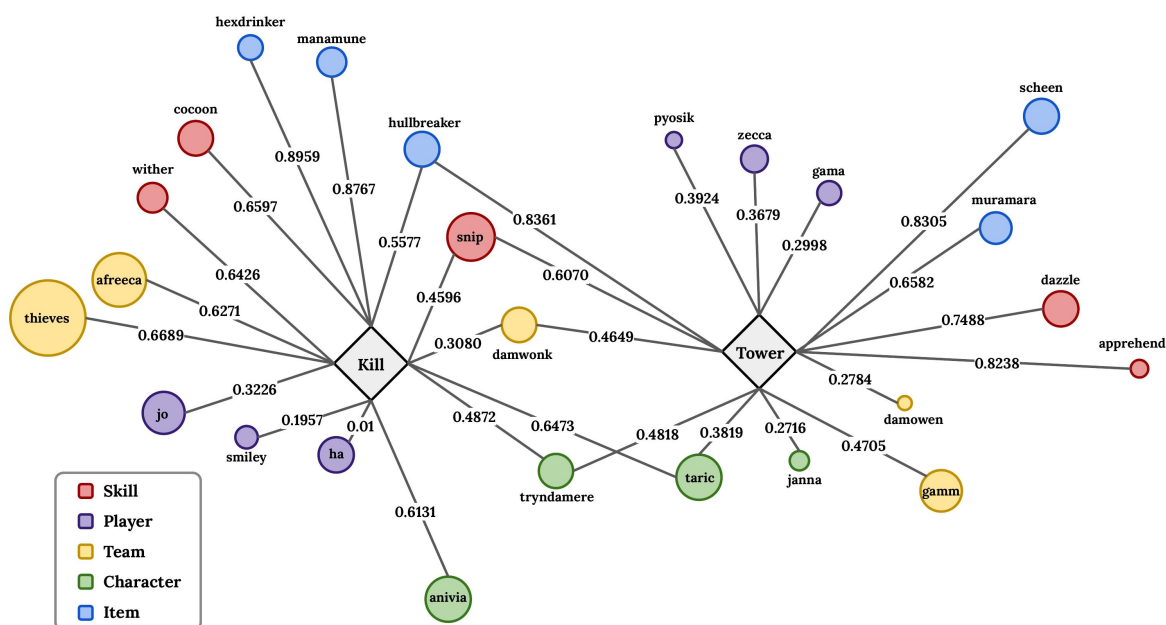 hexdrinker
manamune
scheen
cocoon
hullbreaker
pyosik
zecca
0.8959
wither
gama
0.8767
0.3924
muramara
0.6597
0.3679
0.8361
0.8305
snip
0.5577
0.2998
0.6426
0.6070
afreeca
0.6582
dazzle
0.4596
0.6271
thieves
0.7488
0.6689
0.4649
0.3080
apprehend
damwonk
Tower
Kill
0.8238
0.2784
0.3226
jo
0.4872
damowen
0.1957
0.01
0.6473
0.4818
0.3819
0.2716
0.4705
smiley
ha
taric
janna
tryndamere
gamm
Skill
0.6131
Player
Team
Character
anivia
Item